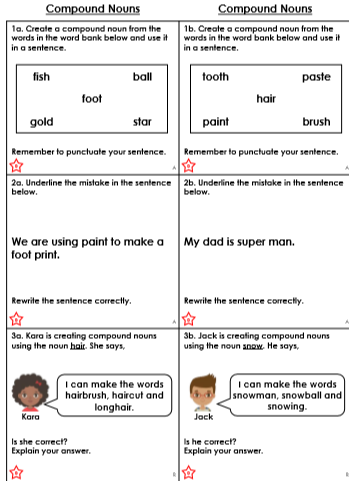 Compound Nouns
1a. Create a compound noun from the
words in the word bank below and use it
in a sentence.
fish ball
foot
gold star
Remember to punctuate your sentence.
2a. Underline the mistake in the sentence
below.
We are using paint to make a
foot print.
Rewrite the sentence correctly.
3a. Kara is creating compound nouns
using the noun hair. She says,
I can make the words
hairbrush, haircut and
longhair.
Kara
Is she correct?
Explain your answer.
Compound Nouns
1b. Create a compound noun from the
words in the word bank below and use it
in a sentence.
tooth paste
hair
paint brush
Remember to punctuate your sentence.
2b. Underline the mistake in the sentence
below.
My dad is super man.
Rewrite the sentence correctly.
3b. Jack is creating compound nouns
using the noun snow. He says,
I can make the words
snowman, snowball and
snowing.
Jack
Is he correct?
Explain your answer.